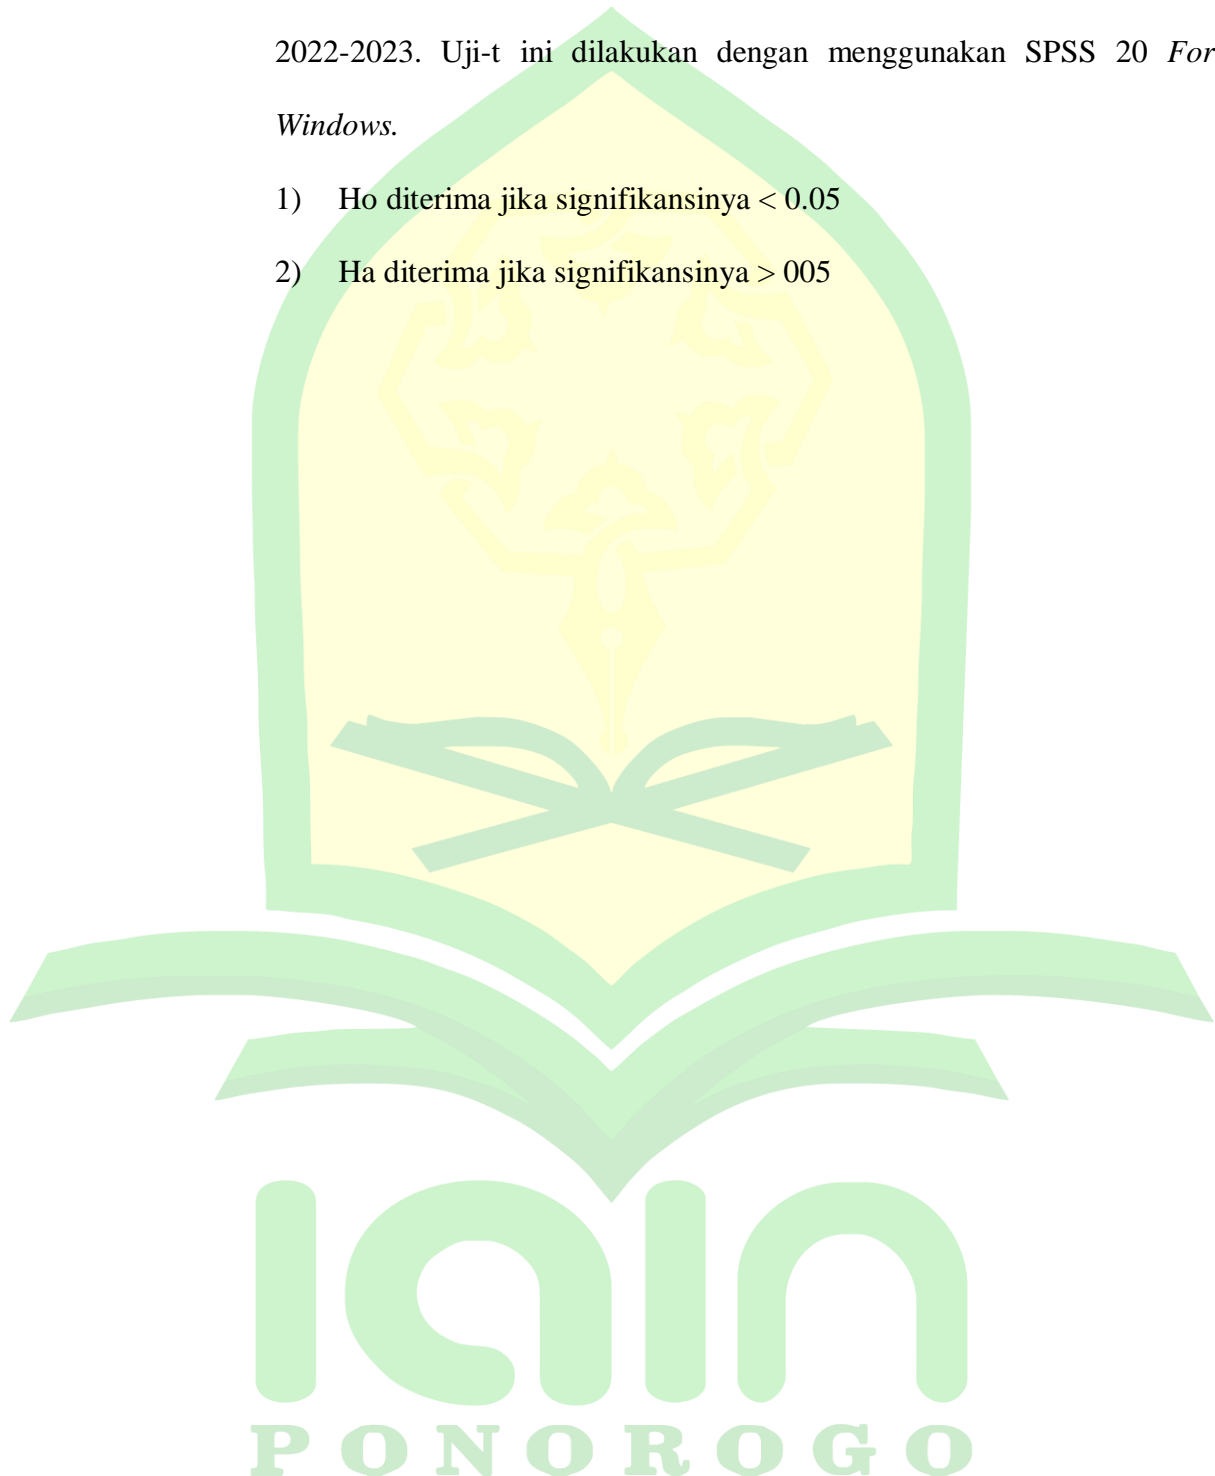 2022-2023. Uji-t ini dilakukan dengan menggunakan SPSS 20 For
Windows.
1) Ho diterima jika signifikansinya < 0.05
2) Ha diterima jika signifikansinya > 005
iain
PONOROGO